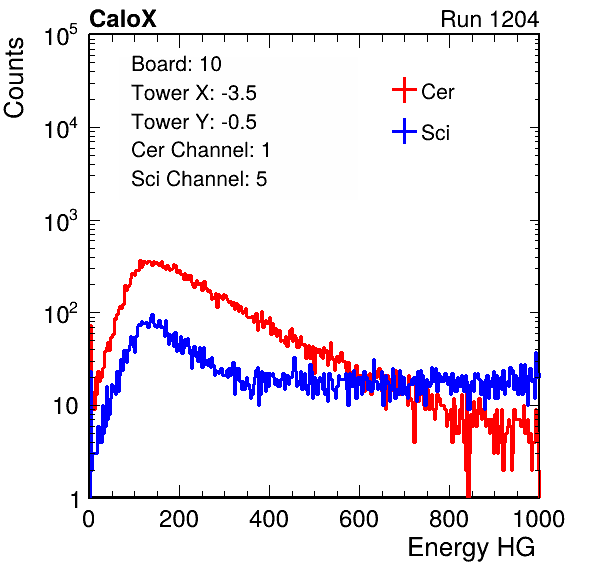 CaloX Run 1204
Counts
10^5
10^4
10^3
10^2
10
1
Board: 10
Tower X: -3.5
Tower Y: -0.5
Cer Channel: 1
Sci Channel: 5
Cer
Sci
0 200 400 600 800 1000
Energy HG